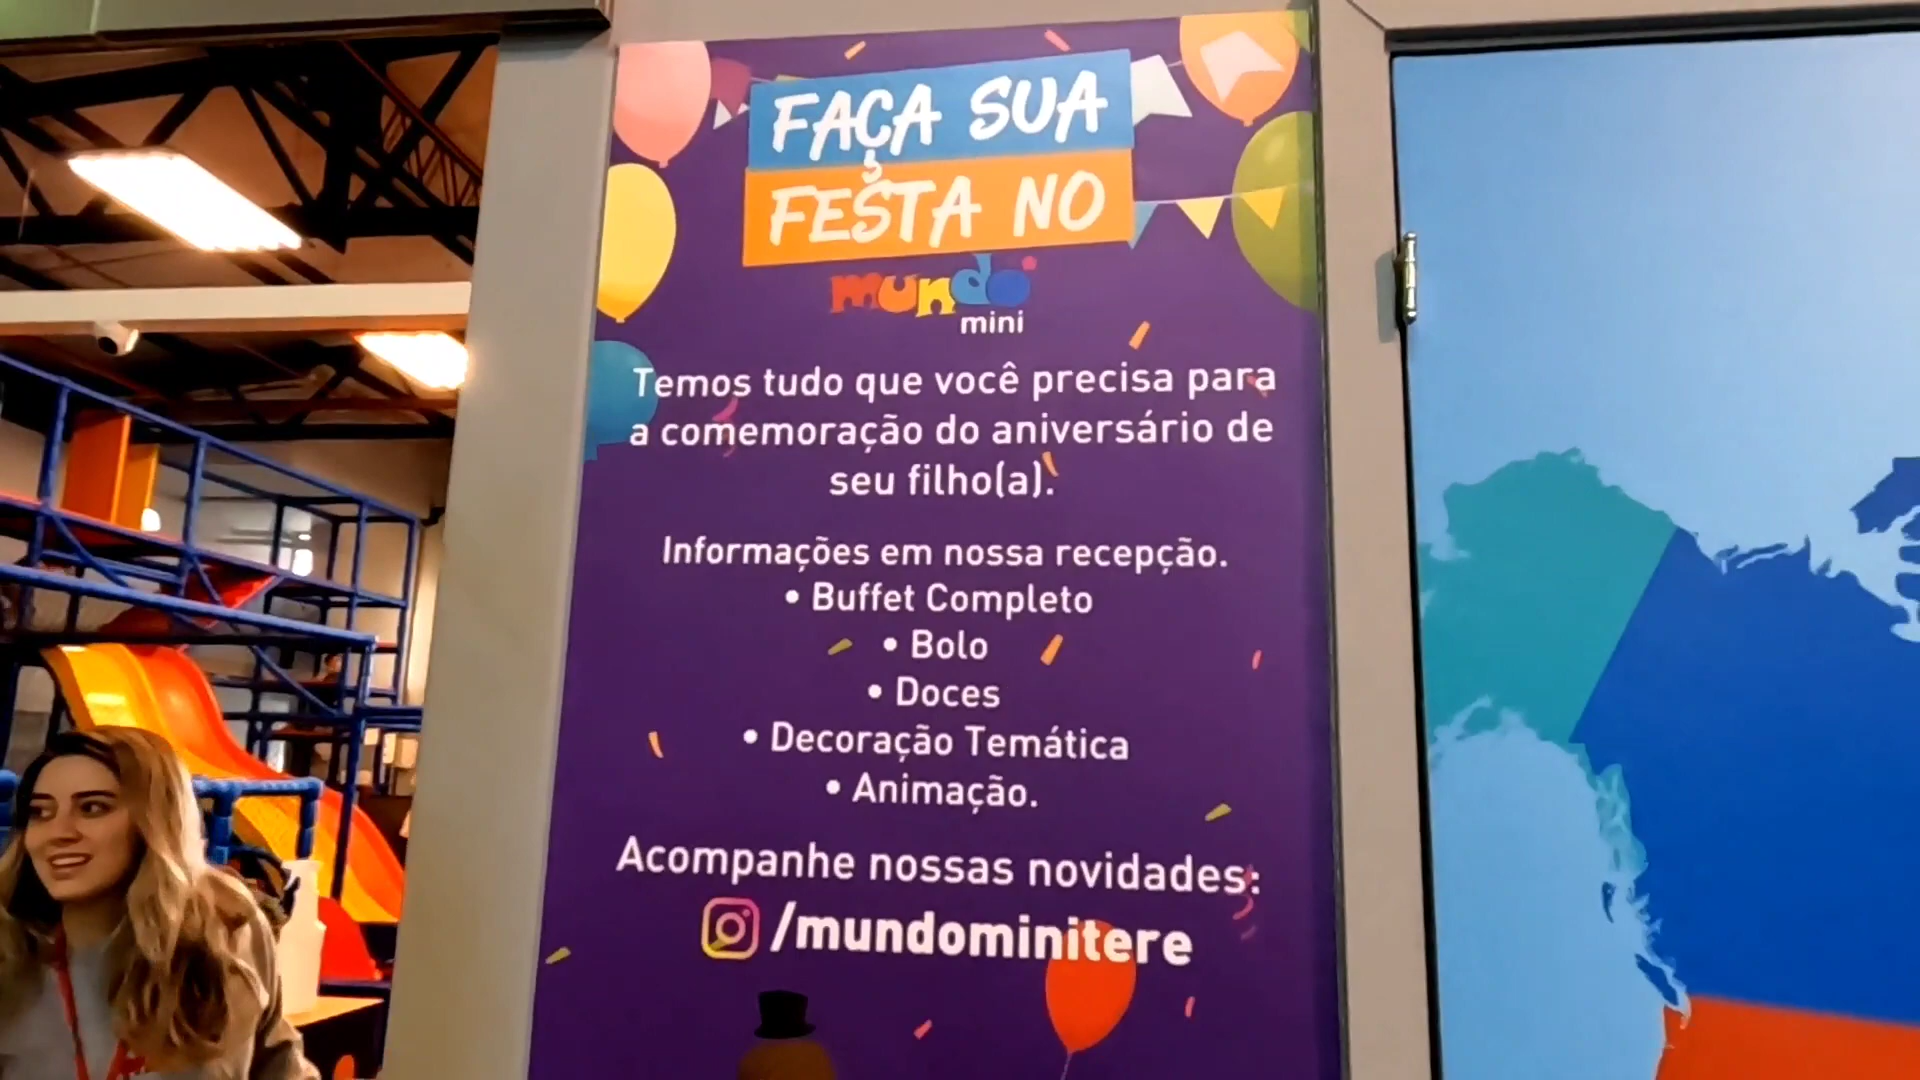 FAÇA SUA
FESTA NO
mundo
mini
Temos tudo que você precisa para
a comemoração do aniversário de
seu filho(a).
Informações em nossa recepção.
• Buffet Completo
• Bolo
• Doces
• Decoração Temática
• Animação.
Acompanhe nossas novidades:
/mundominitere